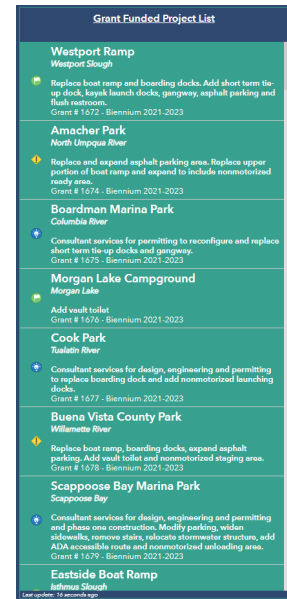 Grant Funded Project List
Westport Ramp
Westport Slough
Replace boat ramp and boarding docks. Add short term tie-
up dock, kayak launch docks, gangway, asphalt parking and
flush restroom.
Grant # 1672 - Biennium 2021-2023
Amacher Park
North Umpqua River
Replace and expand asphalt parking area. Replace upper
portion of boat ramp and expand to include nonmotorized
ready area.
Grant # 1674 - Biennium 2021-2023
Boardman Marina Park
Columbia River
Consultant services for permitting to reconfigure and replace
short term tie-up docks and gangway.
Grant # 1675 - Biennium 2021-2023
Morgan Lake Campground
Morgan Lake
Add vault toilet
Grant # 1676 - Biennium 2021-2023
Cook Park
Tualatin River
Consultant services for design, engineering and permitting
to replace boarding dock and add nonmotorized launching
docks.
Grant # 1677 - Biennium 2021-2023
Buena Vista County Park
Willamette River
Replace boat ramp, boarding docks, expand asphalt
parking. Add vault toilet and nonmotorized staging area.
Grant # 1678 - Biennium 2021-2023
Scappoose Bay Marina Park
Scappoose Bay
Consultant services for design, engineering and permitting
and phase one construction. Modify parking, widen
sidewalks, remove stairs, relocate stormwater structure, add
ADA accessible route and nonmotorized unloading area.
Grant # 1679 - Biennium 2021-2023
Eastside Boat Ramp
Isthmus Slough
Last update: 16 seconds ago